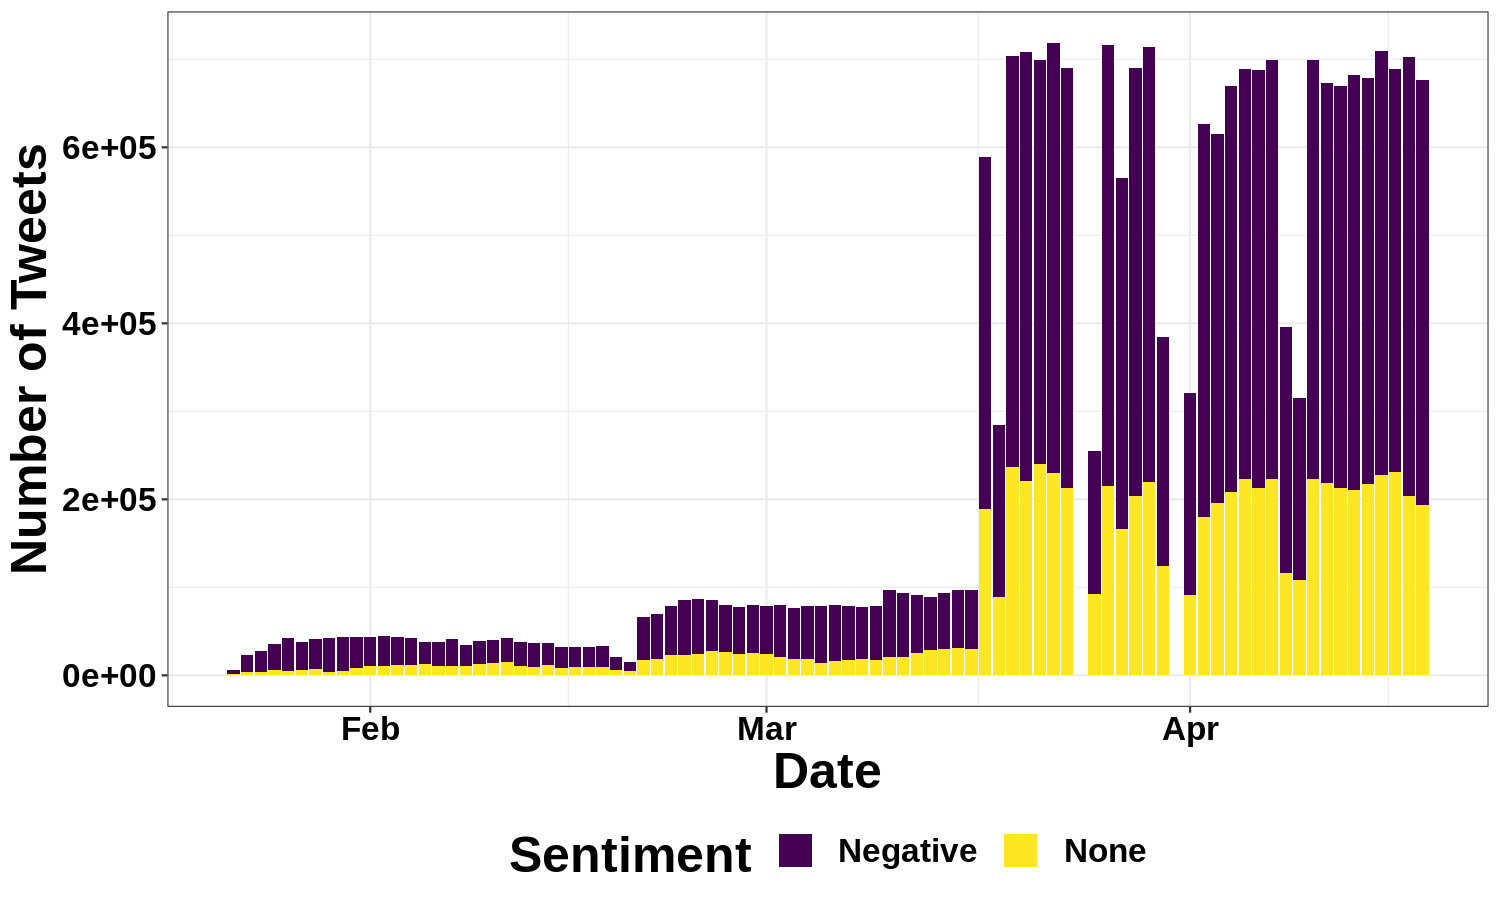 Number of Tweets
6e+05
4e+05
2e+05
0e+00
Feb Mar Apr
Date
Sentiment Negative None